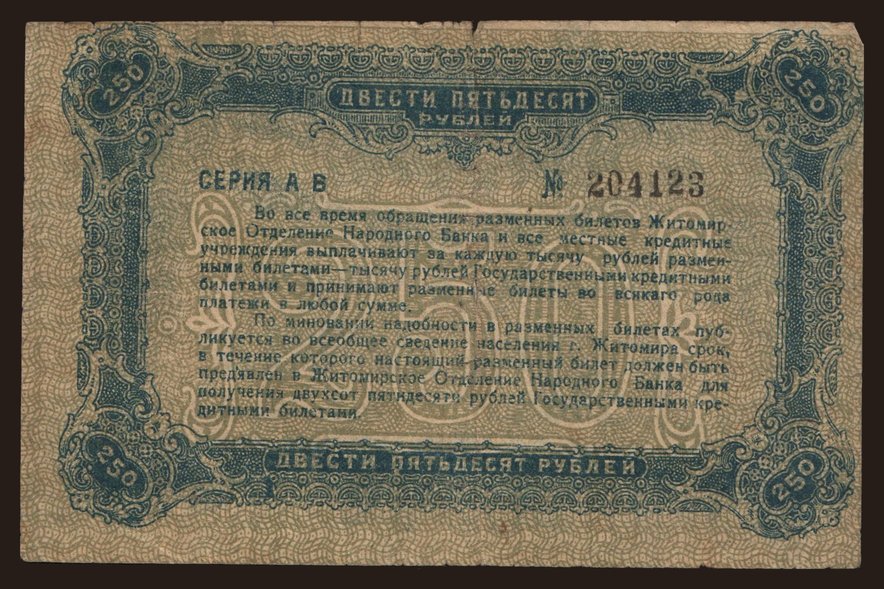 250
250
ДВЕСТИ ПЯТЬДЕСЯТ
РУБЛЕЙ
СЕРИЯ А В № 204123
Во все время обращения разменных билетов Житомир-
ское Отделение Народного Банка и все местные кредитные
учреждения выплачивают за каждую тысячу рублей размен-
ными билетами—тысячу рублей Государственными кредитными
билетами и принимают разменные билеты во всякаго рода
платежи в любой сумме.
По миновании надобности в разменных билетах пуб-
ликуется во всеобщее сведение населения г. Житомира срок,
в течение которого настоящий разменный билет должен быть
пред'явлен в Житомирское Отделение Народного Банка для
получения двухсот пятидесяти рублей Государственными кре-
дитными билетами.
250
ДВЕСТИ ПЯТЬДЕСЯТ РУБЛЕЙ
250
250